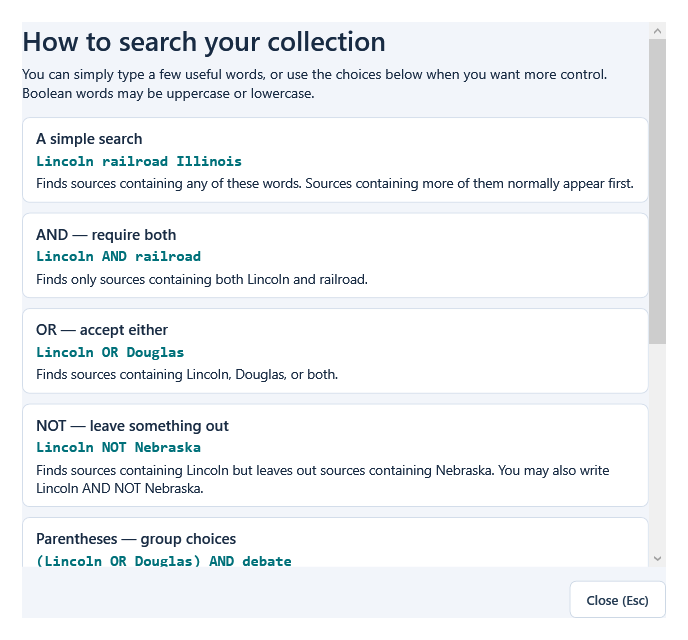 How to search your collection
You can simply type a few useful words, or use the choices below when you want more control.
Boolean words may be uppercase or lowercase.
A simple search
Lincoln railroad Illinois
Finds sources containing any of these words. Sources containing more of them normally appear first.
AND — require both
Lincoln AND railroad
Finds only sources containing both Lincoln and railroad.
OR — accept either
Lincoln OR Douglas
Finds sources containing Lincoln, Douglas, or both.
NOT — leave something out
Lincoln NOT Nebraska
Finds sources containing Lincoln but leaves out sources containing Nebraska. You may also write
Lincoln AND NOT Nebraska.
Parentheses — group choices
(Lincoln OR Douglas) AND debate
Close (Esc)